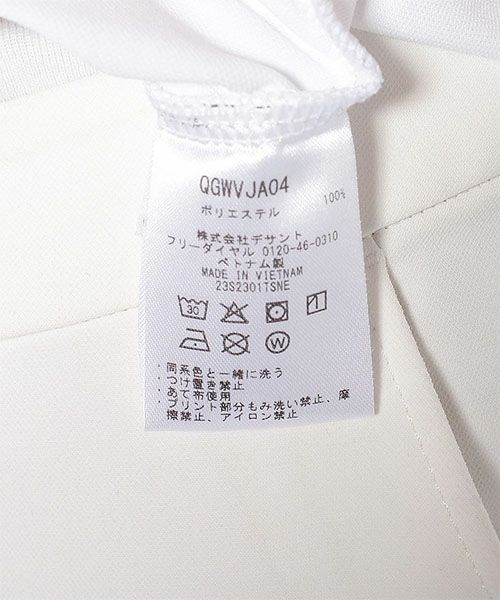 QGWVJA04
ポリエステル 100%
株式会社デサント
フリーダイヤル 0120-46-0310
ベトナム製
MADE IN VIETNAM
23S2301TSNE
30
W
・同系色と一緒に洗う
・つけ置き禁止
・あて布使用
・プリント部分もみ洗い禁止、摩
擦禁止、アイロン禁止